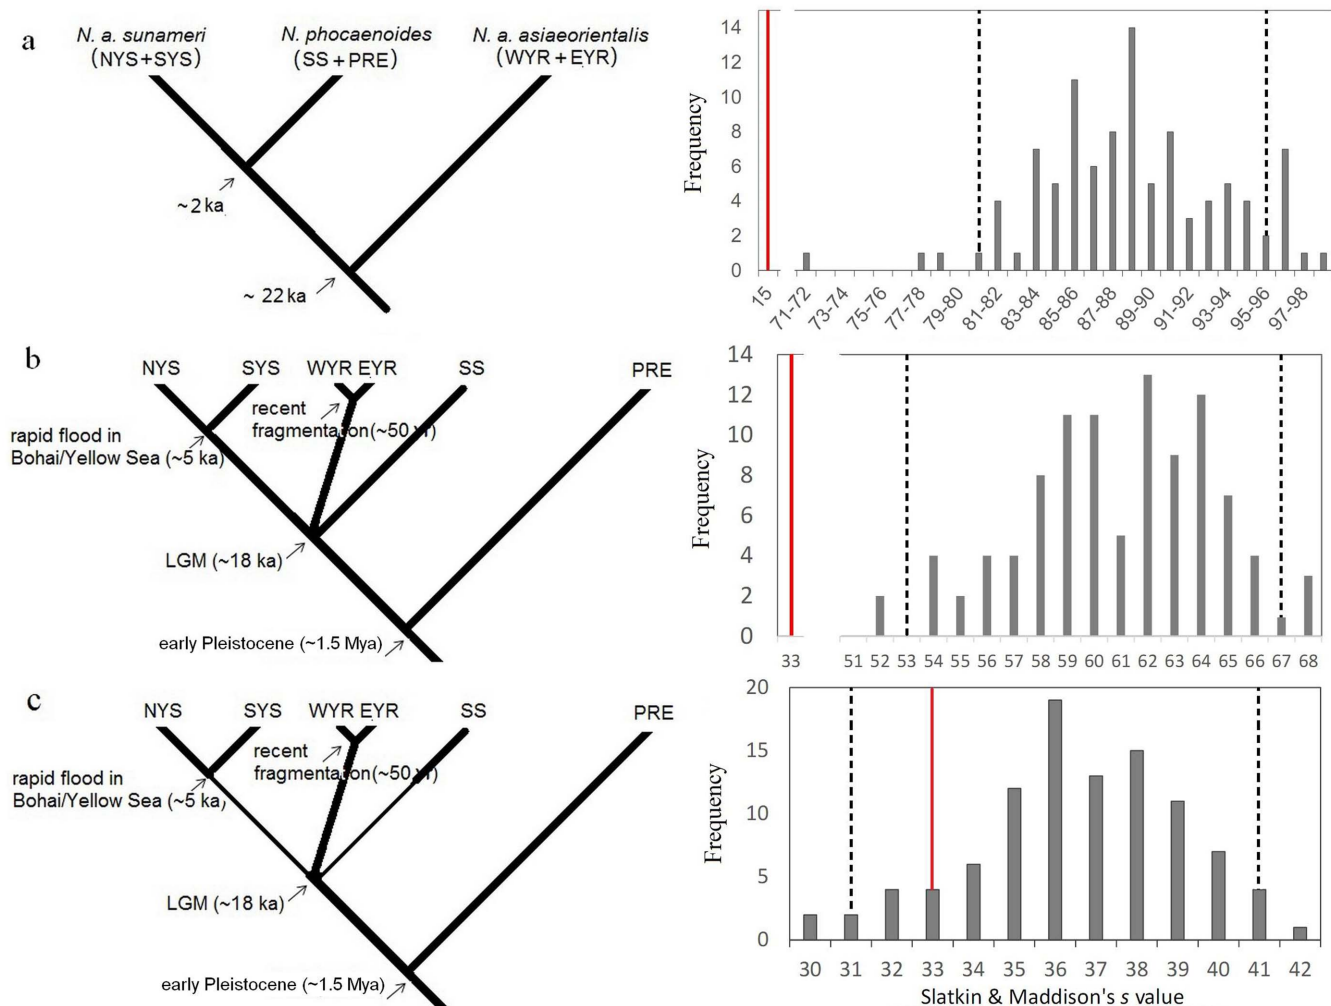 a
N. a. sunameri N. phocaenoides N. a. asiaeorientalis
(NYS+SYS) (SS+PRE) (WYR+EYR)
~2 ka
~ 22 ka
Frequency
14
12
10
8
6
4
2
0
15 71-72 73-74 75-76 77-78 79-80 81-82 83-84 85-86 87-88 89-90 91-92 93-94 95-96 97-98
b
NYS SYS WYR EYR SS PRE
recent
fragmentation (~50 yr)
rapid flood in
Bohai/Yellow Sea (~5 ka)
LGM (~18 ka)
early Pleistocene (~1.5 Mya)
Frequency
14
12
10
8
6
4
2
0
33 51 52 53 54 55 56 57 58 59 60 61 62 63 64 65 66 67 68
c
NYS SYS WYR EYR SS PRE
recent
fragmentation (~50 yr)
rapid flood in
Bohai/Yellow Sea (~5 ka)
LGM (~18 ka)
early Pleistocene (~1.5 Mya)
Frequency
20
15
10
5
0
30 31 32 33 34 35 36 37 38 39 40 41 42
Slatkin & Maddison's s value